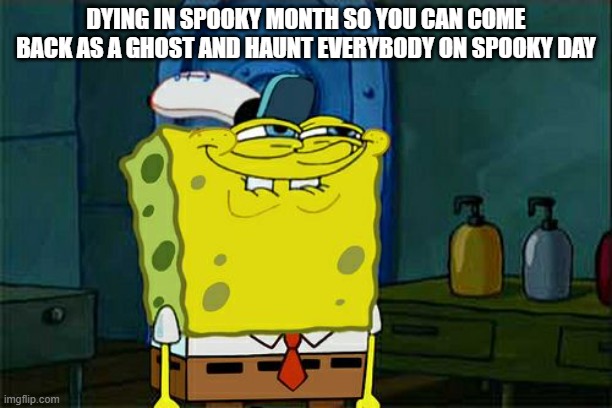 DYING IN SPOOKY MONTH SO YOU CAN COME
BACK AS A GHOST AND HAUNT EVERYBODY ON SPOOKY DAY
imgflip.com